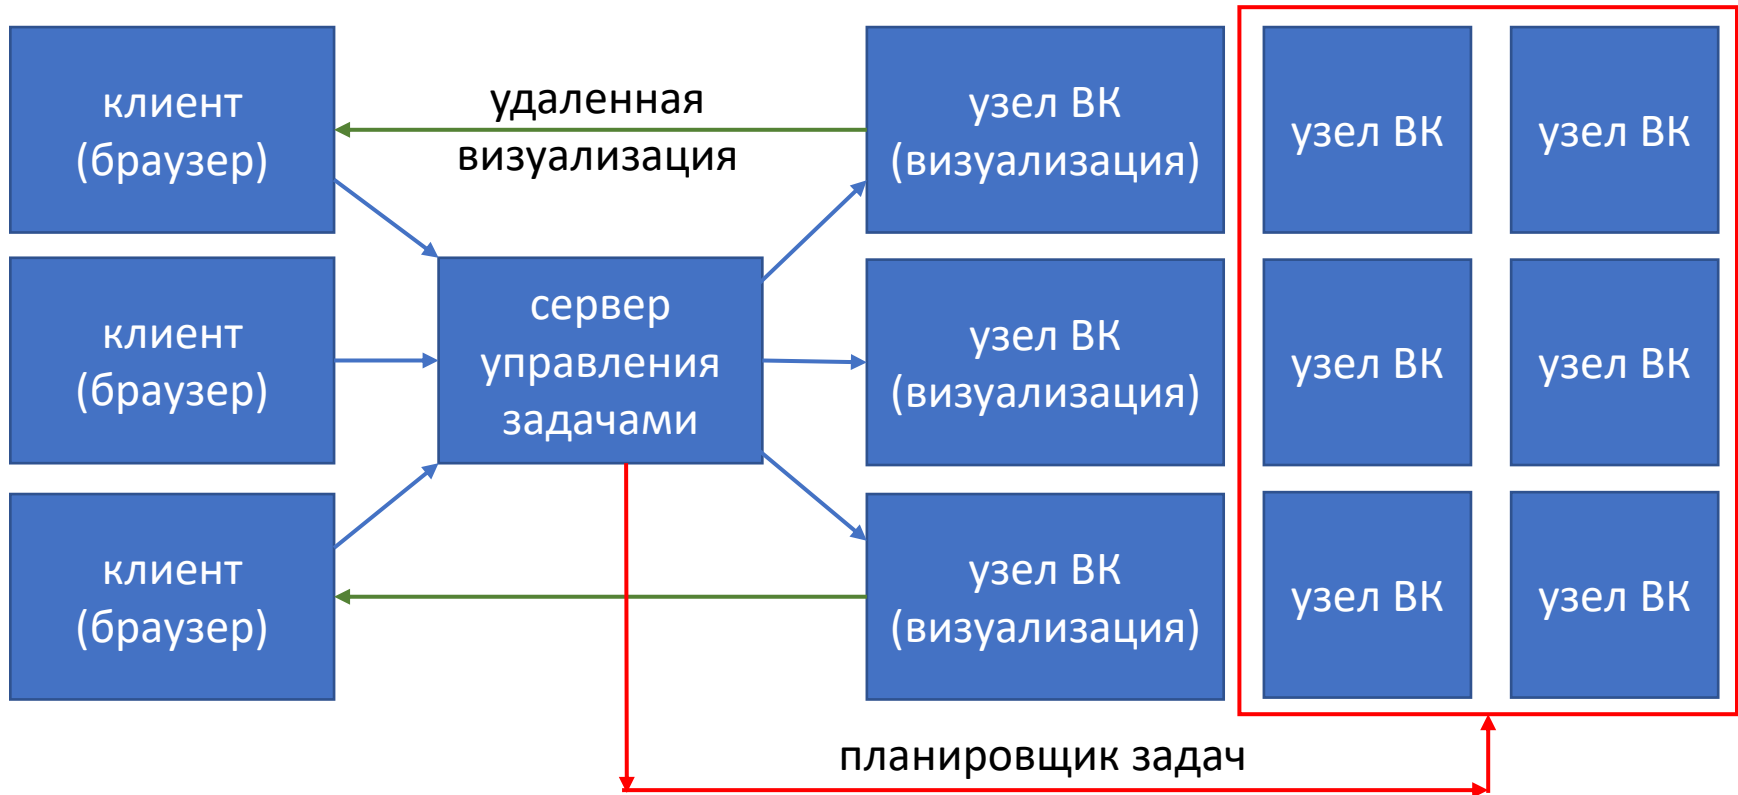 клиент
(браузер)
удаленная
визуализация
узел ВК
(визуализация)
узел ВК
узел ВК
клиент
(браузер)
сервер
управления
задачами
узел ВК
(визуализация)
узел ВК
узел ВК
клиент
(браузер)
узел ВК
(визуализация)
узел ВК
узел ВК
планировщик задач